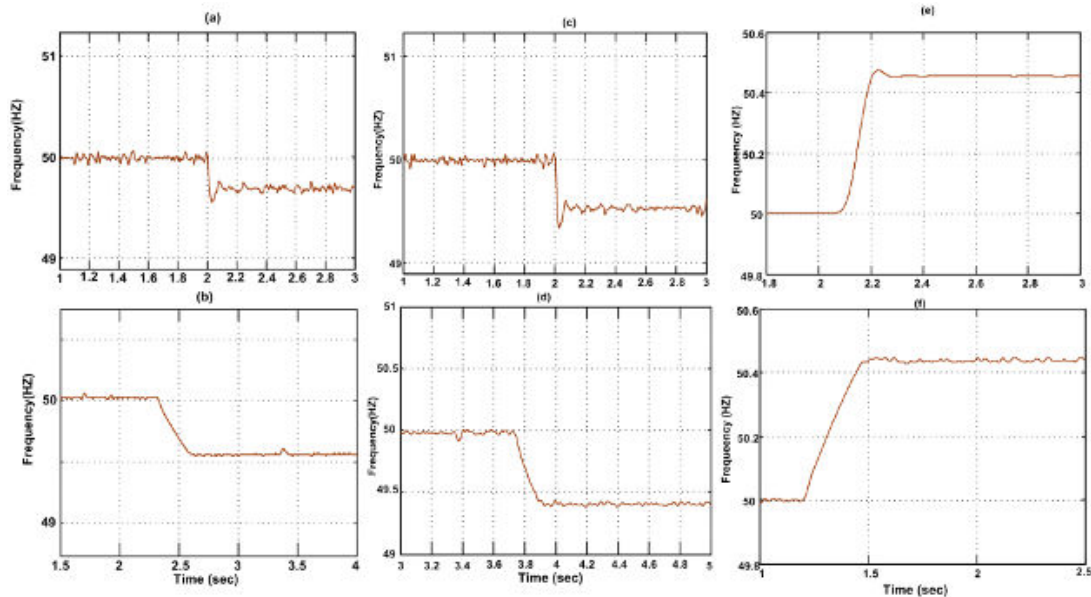 (a)
Frequency(HZ)
51
50
49
1 1.2 1.4 1.6 1.8 2 2.2 2.4 2.6 2.8 3
(c)
Frequency(HZ)
51
50
49
1 1.2 1.4 1.6 1.8 2 2.2 2.4 2.6 2.8 3
(e)
Frequeency (HZ)
50.6
50.4
50.2
50
49.8
1.8 2 2.2 2.4 2.6 2.8 3
(b)
Frequency(HZ)
50
49
1.5 2 2.5 3 3.5 4
Time (sec)
(d)
Frequency(HZ)
51
50.5
50
49.5
49
3 3.2 3.4 3.6 3.8 4 4.2 4.4 4.6 4.8 5
Time (sec)
(f)
Frequeency (HZ)
50.6
50.4
50.2
50
49.8
1 1.5 2 2.5
Time (sec)